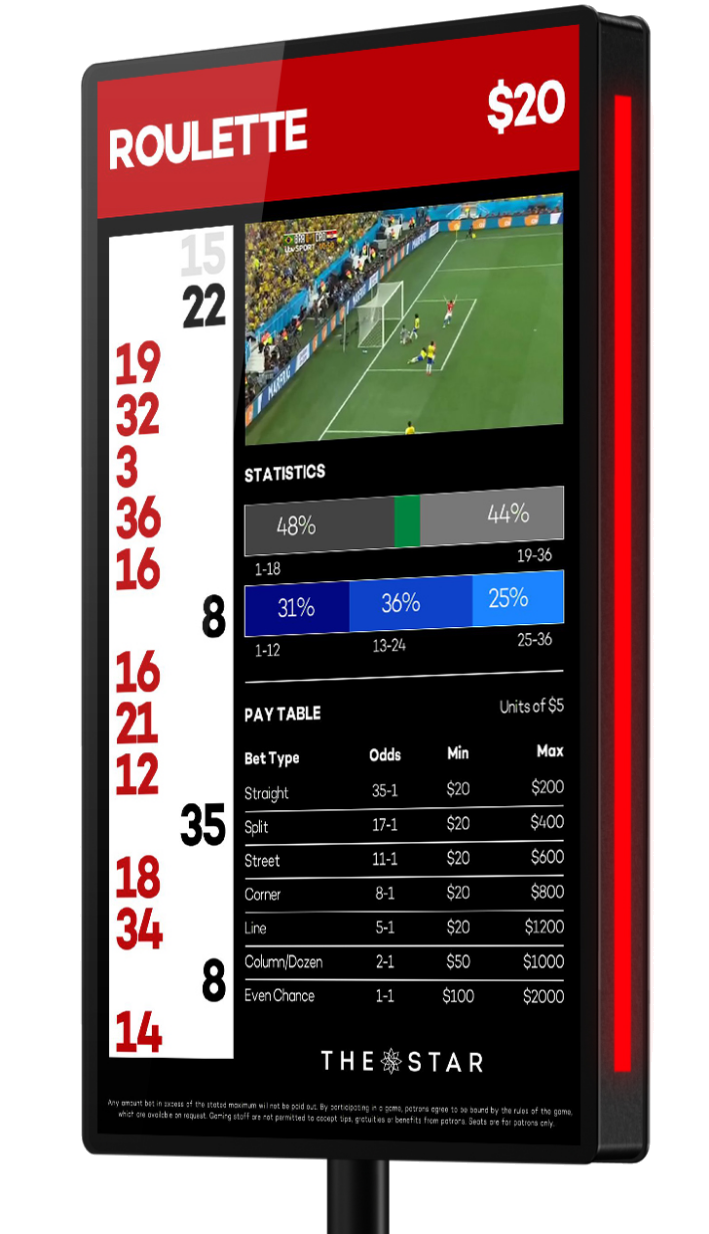 ROULETTE $20
15
22
19
32
3
36
16
8
16
21
12
35
18
34
8
14
STATISTICS
48% 44%
1-18 19-36
31% 36% 25%
1-12 13-24 25-36
PAY TABLE Units of $5
Bet Type Odds Min Max
Straight 35-1 $20 $200
Split 17-1 $20 $400
Street 11-1 $20 $600
Corner 8-1 $20 $800
Line 5-1 $20 $1200
Column/Dozen 2-1 $50 $1000
Even Chance 1-1 $100 $2000
THE STAR
Any amount bet in excess of the stated maximum will not be paid out. By participating in a game, patrons agree to be bound by the rules of the game,
which are available on request. Gaming staff are not permitted to accept tips, gratuities or benefits from patrons. Seats are for patrons only.